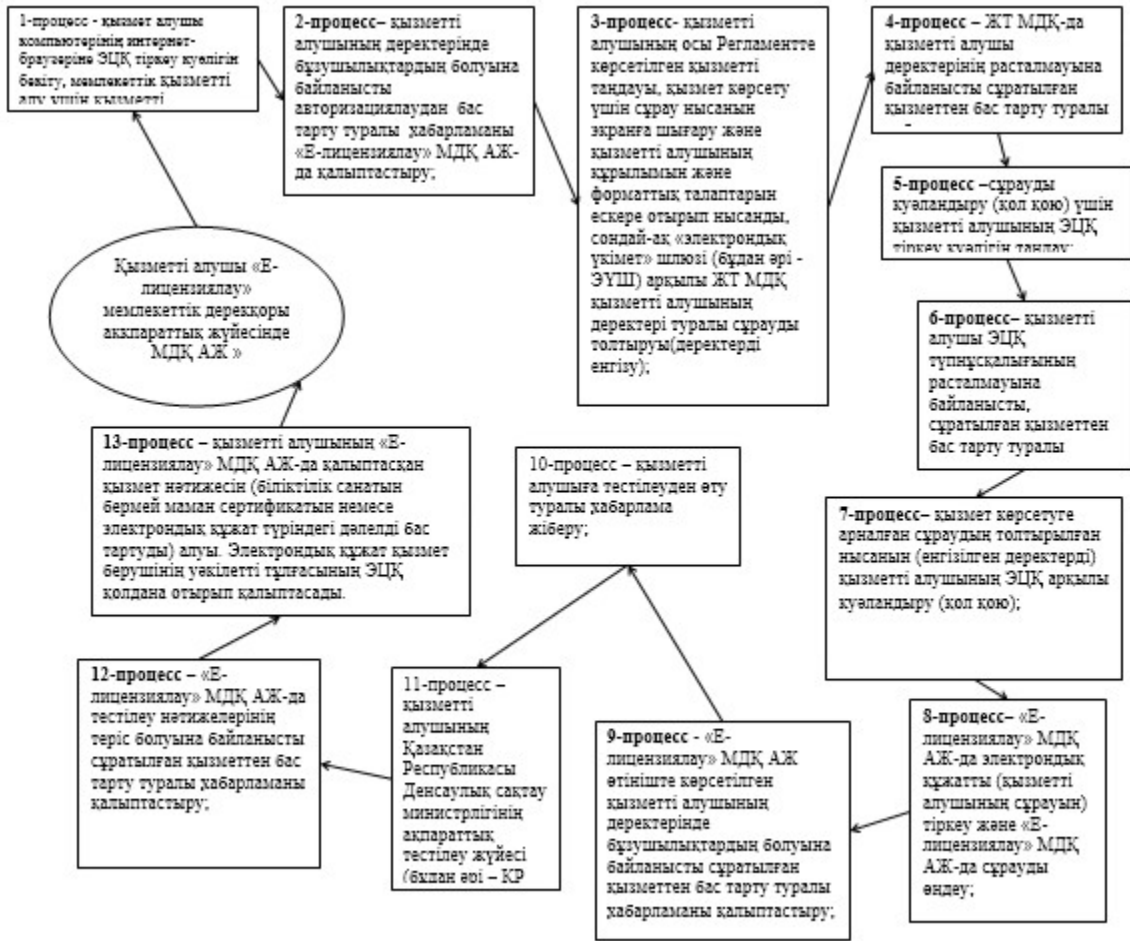 1-процесс - қызмет алушы
компьютерінің интернет-
браузеріне ЭЦҚ тіркеу куәлігін
бекіту, мемлекеттік қызметті
алу үшін қызметті
2-процесс– қызметті
алушының деректерінде
бұзушылықтардың болуына
байланысты
авторизациялаудан бас
тарту туралы хабарламаны
«Е-лицензиялау» МДҚ АЖ-
да қалыптастыру;
3-процесс- қызметті
алушының осы Регламентте
көрсетілген қызметті
таңдауы, қызмет көрсету
үшін сұрау нысанын
экранға шығару және
қызметті алушының
құрылымын және
форматтық талаптарын
ескере отырып нысанды,
сондай-ақ «электрондық
үкімет» шлюзі (бұдан әрі -
ЭҮШ) арқылы ЖТ МДҚ
қызметті алушының
деректері туралы сұрауды
толтыруы(деректерді
енгізу);
4-процесс – ЖТ МДҚ-да
қызметті алушы
деректерінің расталмауына
байланысты сұратылған
қызметтен бас тарту туралы
5-процесс –сұрауды
куәландыру (қол қою) үшін
қызметті алушының ЭЦҚ
тіркеу куәлігін таңдау;
6-процесс– қызметті
алушы ЭЦҚ
түпнұсқалығының
расталмауына
байланысты,
сұратылған қызметтен
бас тарту туралы
7-процесс– қызмет көрсетуге
арналған сұраудың толтырылған
нысанын (енгізілген деректерді)
қызметті алушының ЭЦҚ арқылы
куәландыру (қол қою);
8-процесс– «Е-
лицензиялау» МДҚ
АЖ-да электрондық
құжатты (қызметті
алушының сұрауын)
тіркеу және «Е-
лицензиялау» МДҚ
АЖ-да сұрауды
өңдеу;
9-процесс - «Е-
лицензиялау» МДҚ АЖ
өтініште көрсетілген
қызметті алушының
деректерінде
бұзушылықтардың болуына
байланысты сұратылған
қызметтен бас тарту туралы
хабарламаны қалыптастыру;
10-процесс – қызметті
алушыға тестілеуден өту
туралы хабарлама
жіберу;
11-процесс –
қызметті
алушының
Қазақстан
Республикасы
Денсаулық сақтау
министрлігінің
ақпараттық
тестілеу жүйесі
(бұдан әрі – ҚР
12-процесс – «Е-
лицензиялау» МДҚ АЖ-да
тестілеу нәтижелерінің
теріс болуына байланысты
сұратылған қызметтен бас
тарту туралы хабарламаны
қалыптастыру;
13-процесс – қызметті алушының «Е-
лицензиялау» МДҚ АЖ-да қалыптасқан
қызмет нәтижесін (біліктілік санатын
бермей маман сертификатын немесе
электрондық құжат түріндегі дәлелді бас
тартуды) алуы. Электрондық құжат қызмет
берушінің уәкілетті тұлғасының ЭЦҚ
қолдана отырып қалыптасады.
Қызметті алушы «Е-
лицензиялау»
мемлекеттік дерекқоры
аққпараттық жүйесінде
МДҚ АЖ »